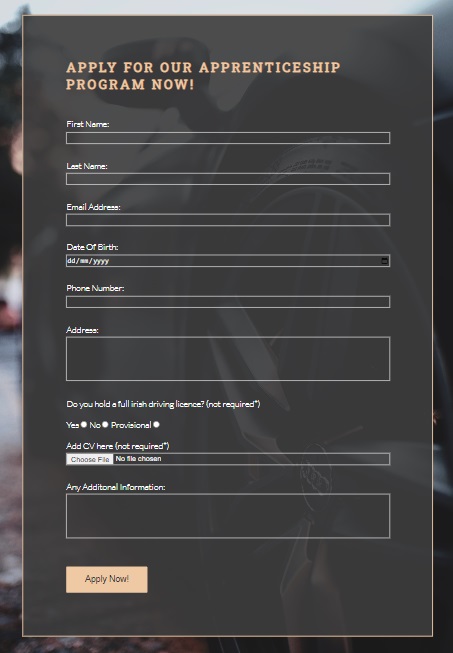 APPLY FOR OUR APPRENTICESHIP
PROGRAM NOW!
First Name:
Last Name:
Email Address:
Date Of Birth:
dd/mm/yyyy
Phone Number:
Address:
Do you hold a full irish driving licence? (not required*)
Yes No Provisional
Add CV here (not required*)
Choose File No file chosen
Any Additonal Information:
Apply Now!